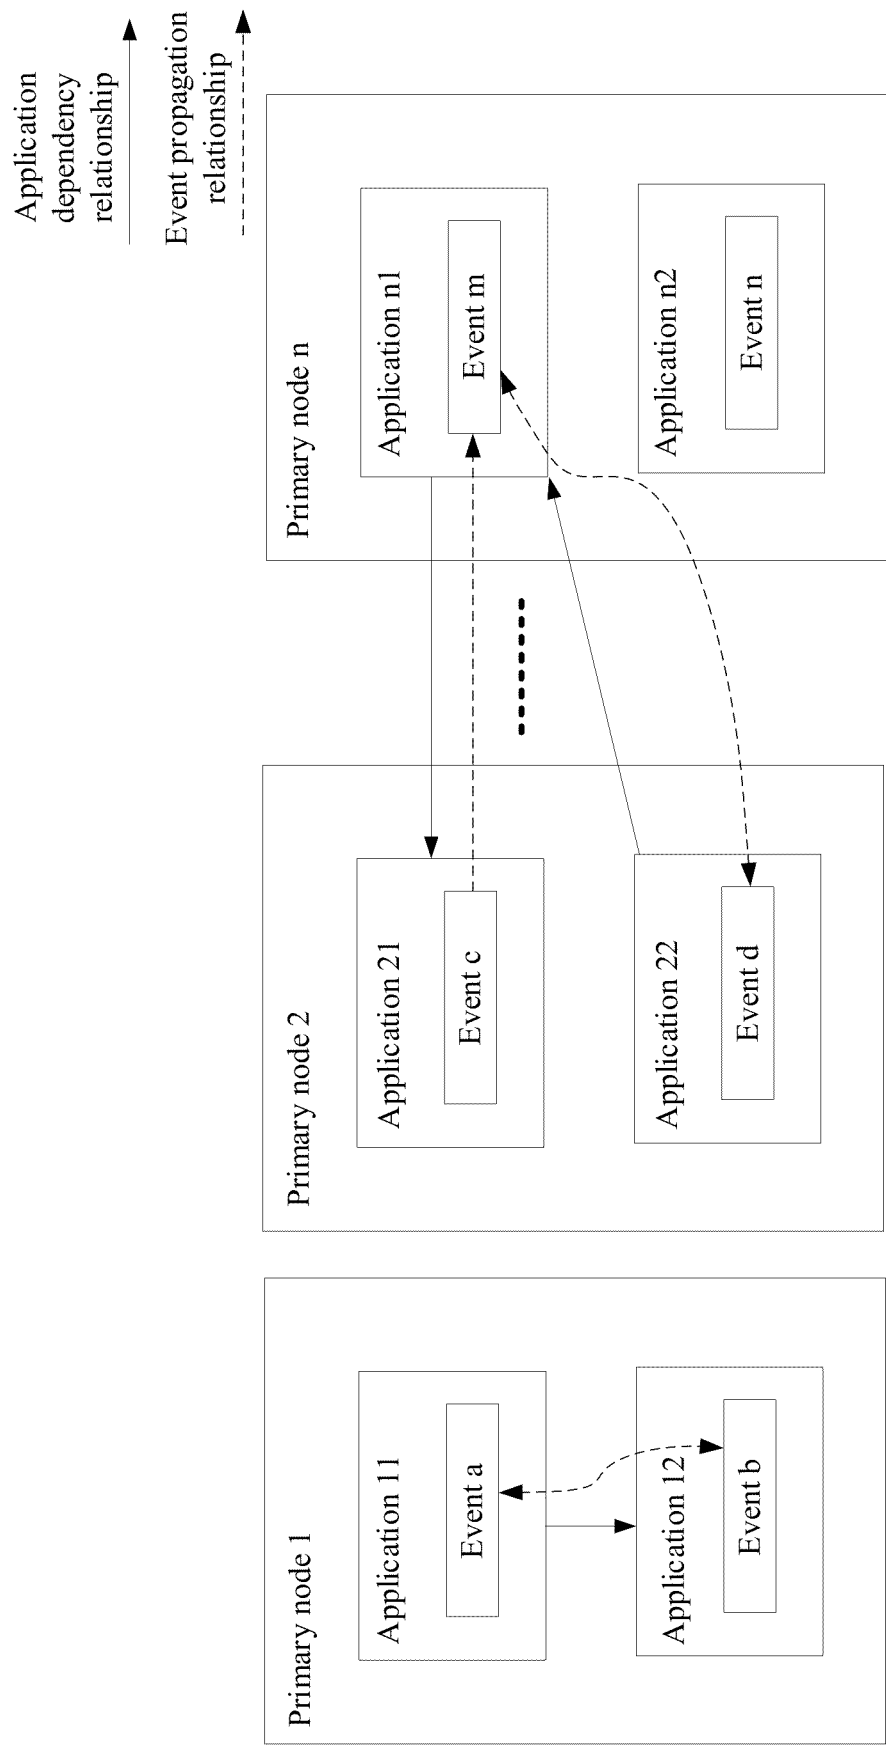 Application
dependency
relationship
Event propagation
relationship
Primary node 1
Application 11
Event a
Application 12
Event b
Primary node 2
Application 21
Event c
Application 22
Event d
Primary node n
Application n1
Event m
Application n2
Event n